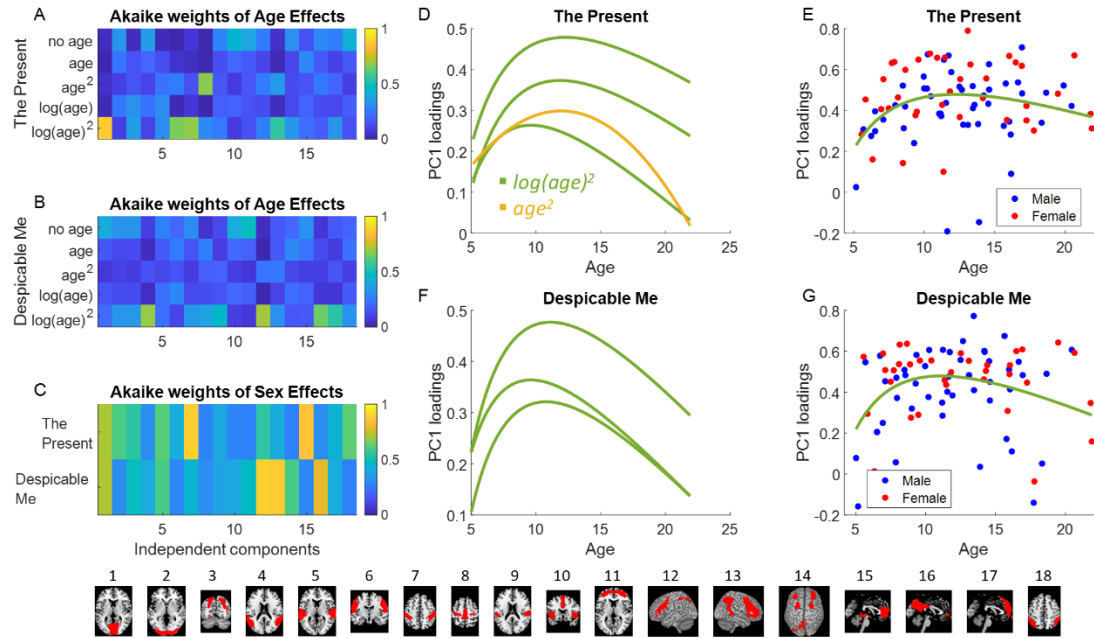 A
Akaike weights of Age Effects
The Present
no age
age
age²
log(age)
log(age)²
5
10
15
1
0.5
0
B
Akaike weights of Age Effects
Despicable Me
no age
age
age²
log(age)
log(age)²
5
10
15
1
0.5
0
C
Akaike weights of Sex Effects
The
Present
Despicable
Me
5
10
15
Independent components
1
0.5
0
D
The Present
PC1 loadings
0.5
0.4
0.3
0.2
0.1
0
log(age)²
age²
5
10
15
20
25
Age
E
The Present
PC1 loadings
0.8
0.6
0.4
0.2
0
-0.2
Male
Female
5
10
15
20
Age
F
Despicable Me
PC1 loadings
0.5
0.4
0.3
0.2
0.1
5
10
15
20
25
Age
G
Despicable Me
PC1 loadings
0.8
0.6
0.4
0.2
0
-0.2
Male
Female
5
10
15
20
Age
1 2 3 4 5 6 7 8 9 10 11 12 13 14 15 16 17 18